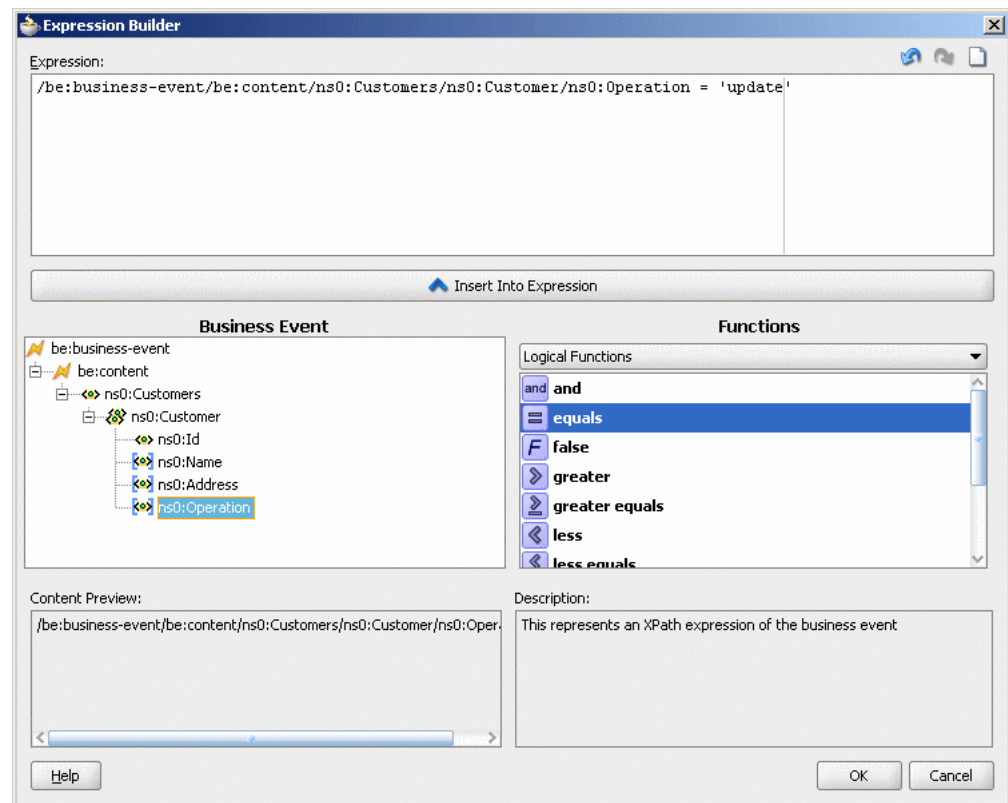 Expression Builder
Expression:
/be:business-event/be:content/ns0:Customers/ns0:Customer/ns0:Operation = 'update'
Insert Into Expression
Business Event
be:business-event
be:content
ns0:Customers
ns0:Customer
ns0:Id
ns0:Name
ns0:Address
ns0:Operation
Functions
Logical Functions
and and
equals
F false
greater
greater equals
less
less equals
Content Preview:
/be:business-event/be:content/ns0:Customers/ns0:Customer/ns0:Oper
Description:
This represents an XPath expression of the business event
Help
OK
Cancel